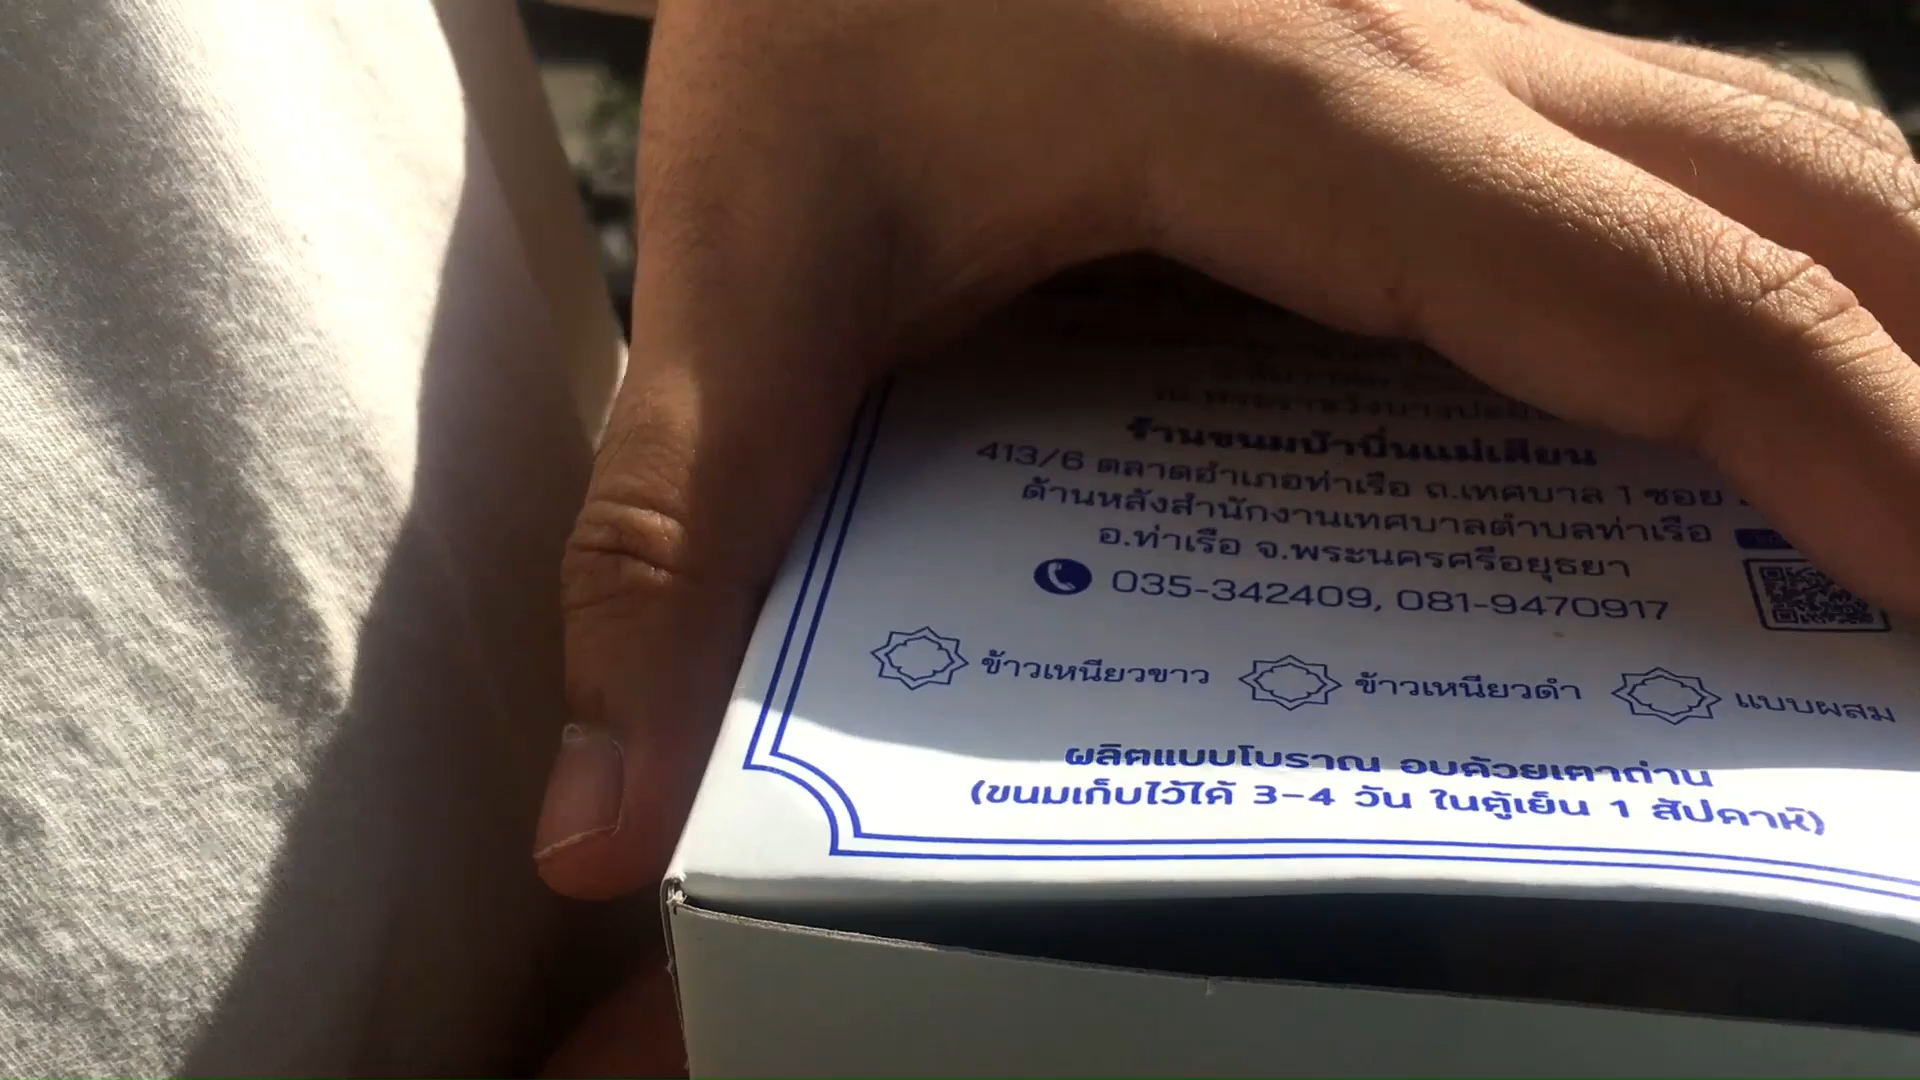 ร้านขนมบ้าบิ่นแม่เสียน
413/6 ตลาดอำเภอท่าเรือ ถ.เทศบาล 1 ซอย
ด้านหลังสำนักงานเทศบาลตำบลท่าเรือ
อ.ท่าเรือ จ.พระนครศรีอยุธยา
035-342409, 081-9470917
ข้าวเหนียวขาว ข้าวเหนียวดำ แบบผสม
ผลิตแบบโบราณ อบด้วยเตาถ่าน
(ขนมเก็บไว้ได้ 3-4 วัน ในตู้เย็น 1 สัปดาห์)